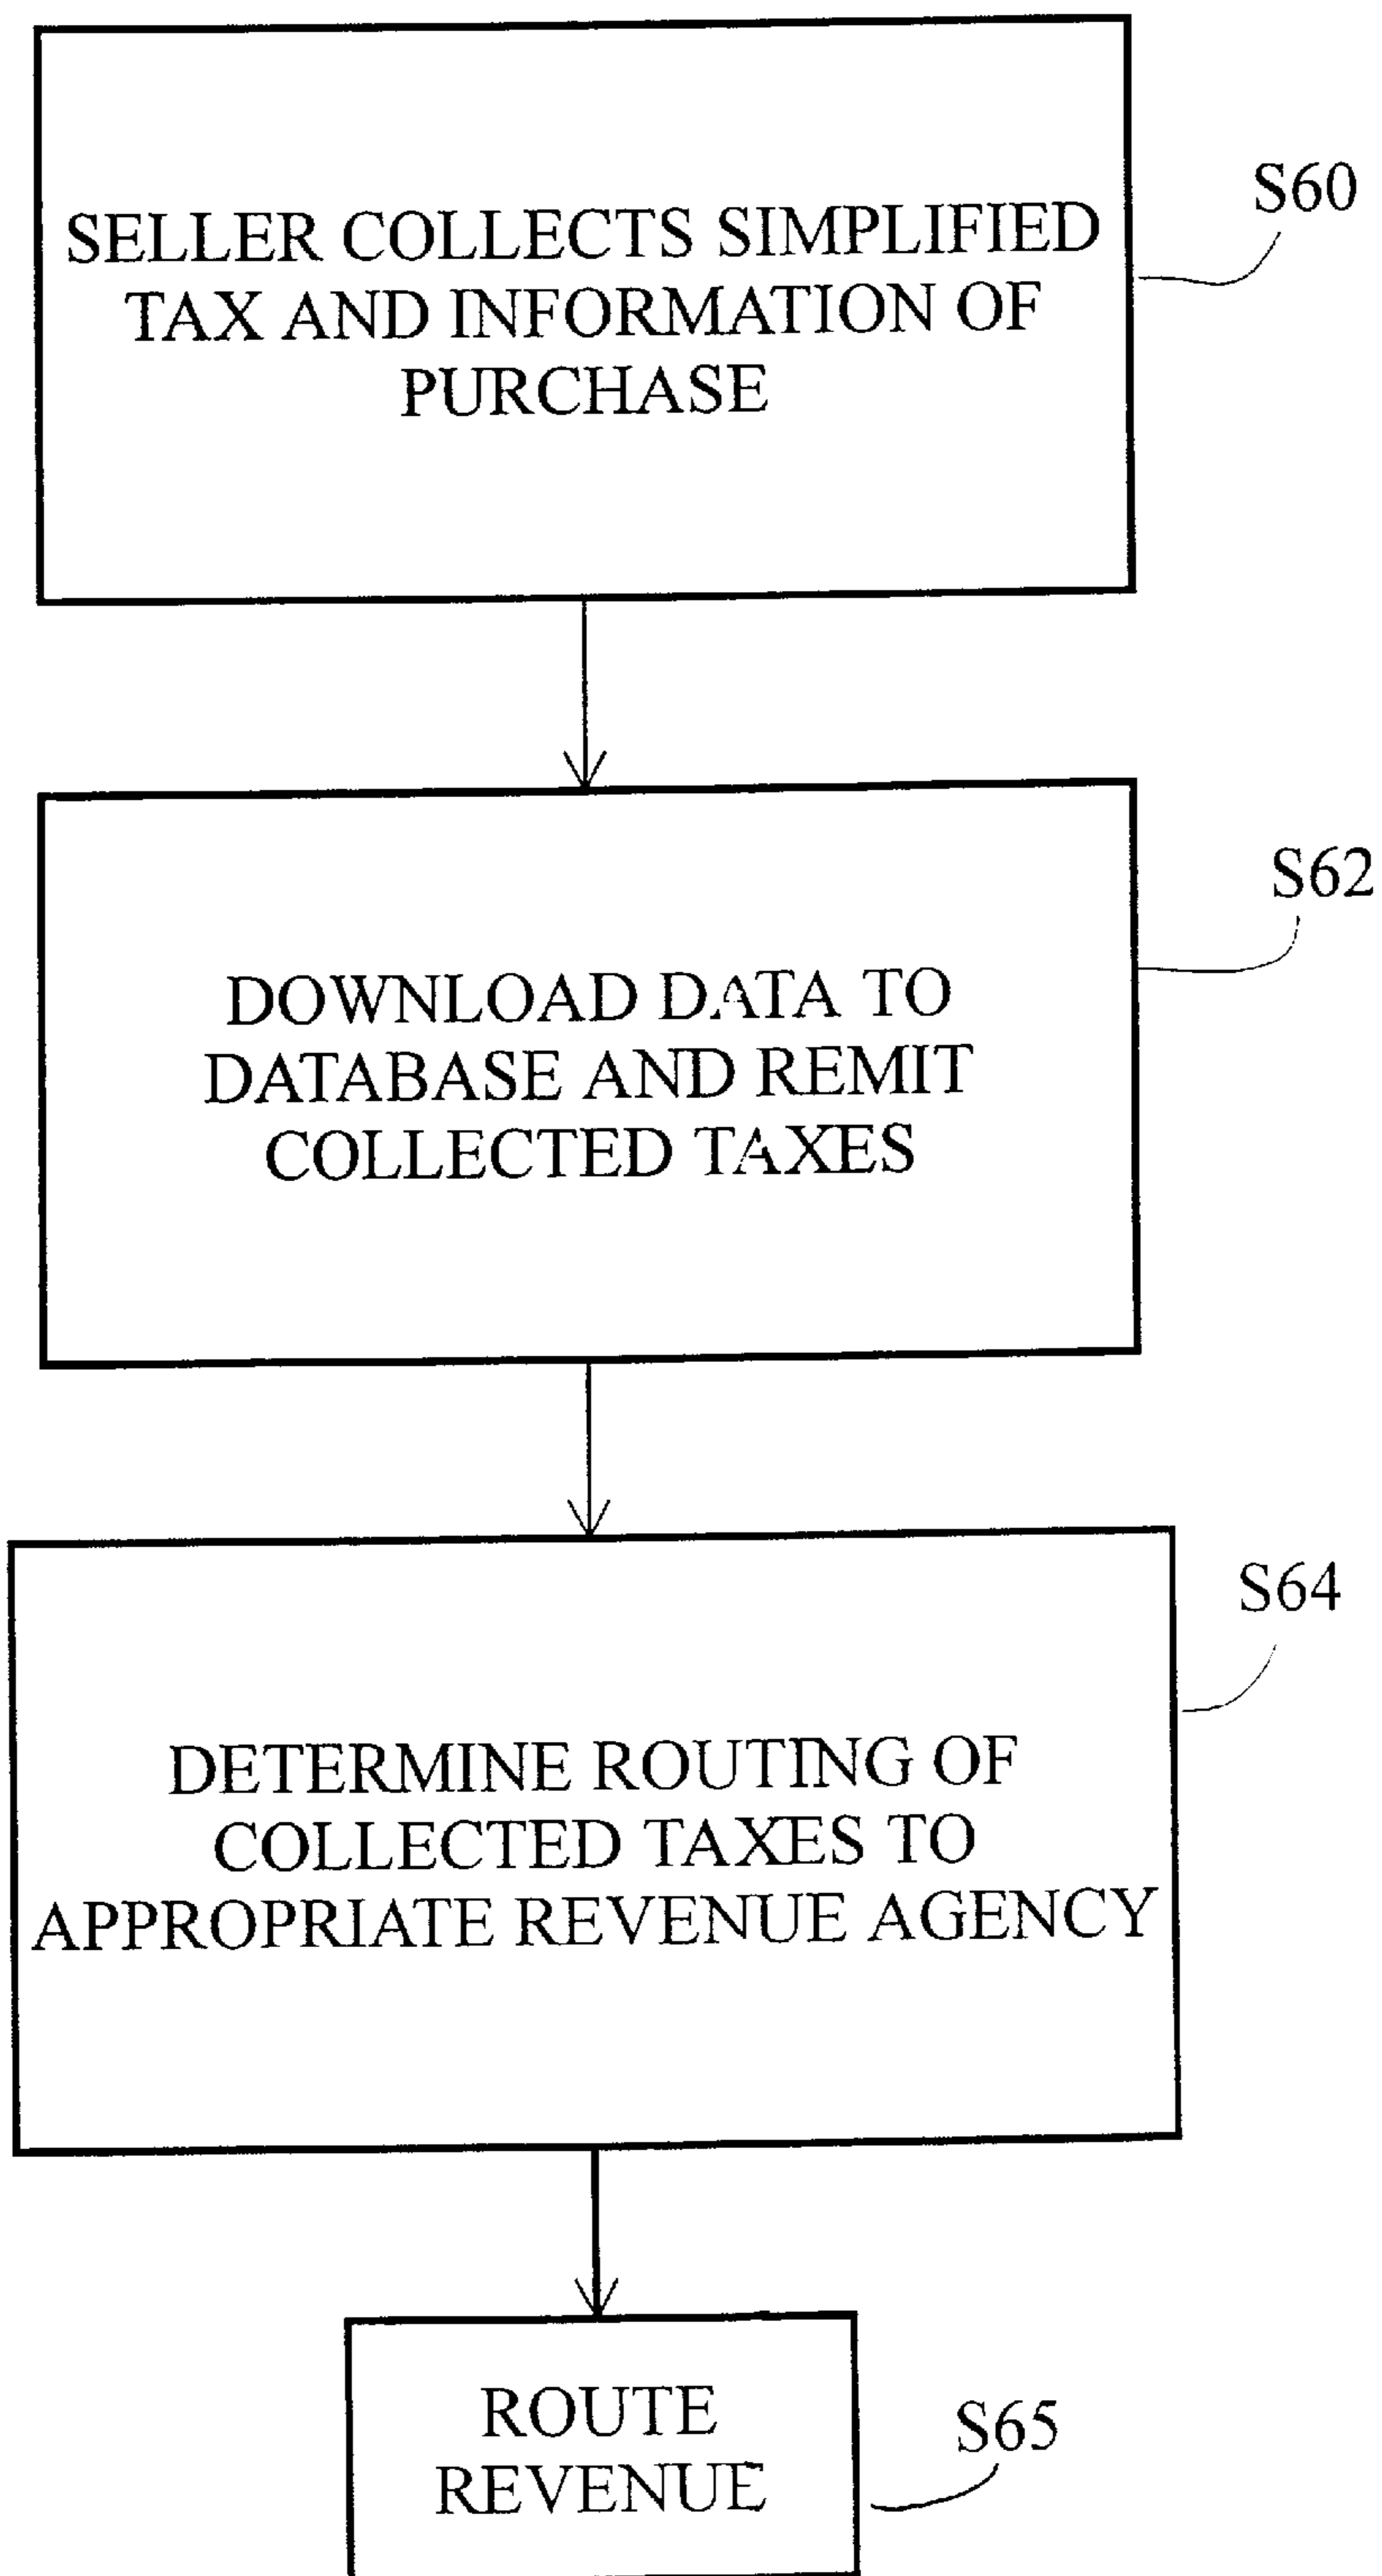 SELLER COLLECTS SIMPLIFIED
TAX AND INFORMATION OF
PURCHASE
S60
DOWNLOAD DATA TO
DATABASE AND REMIT
COLLECTED TAXES
S62
DETERMINE ROUTING OF
COLLECTED TAXES TO
APPROPRIATE REVENUE AGENCY
S64
ROUTE
REVENUE
S65